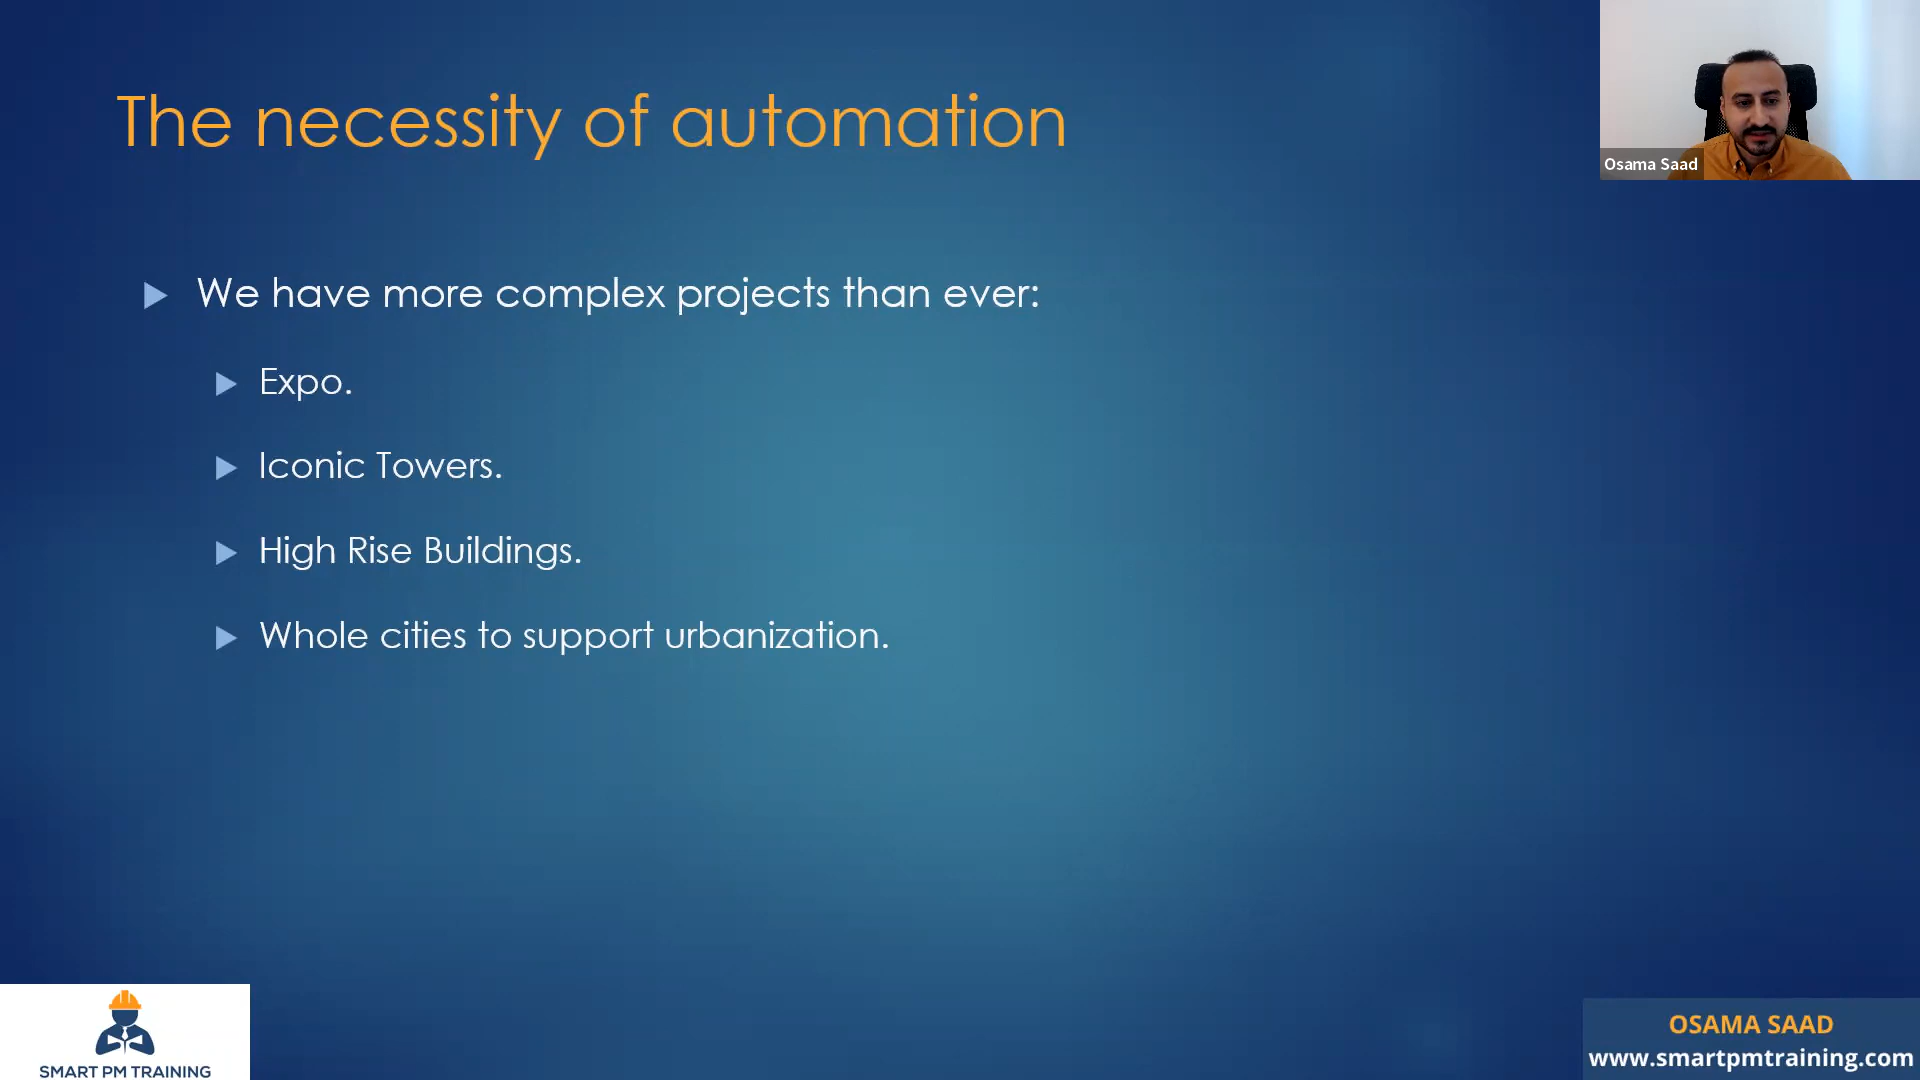 The necessity of automation
Osama Saad
We have more complex projects than ever:
Expo.
Iconic Towers.
High Rise Buildings.
Whole cities to support urbanization.
SMART PM TRAINING
OSAMA SAAD
www.smartpmtraining.com